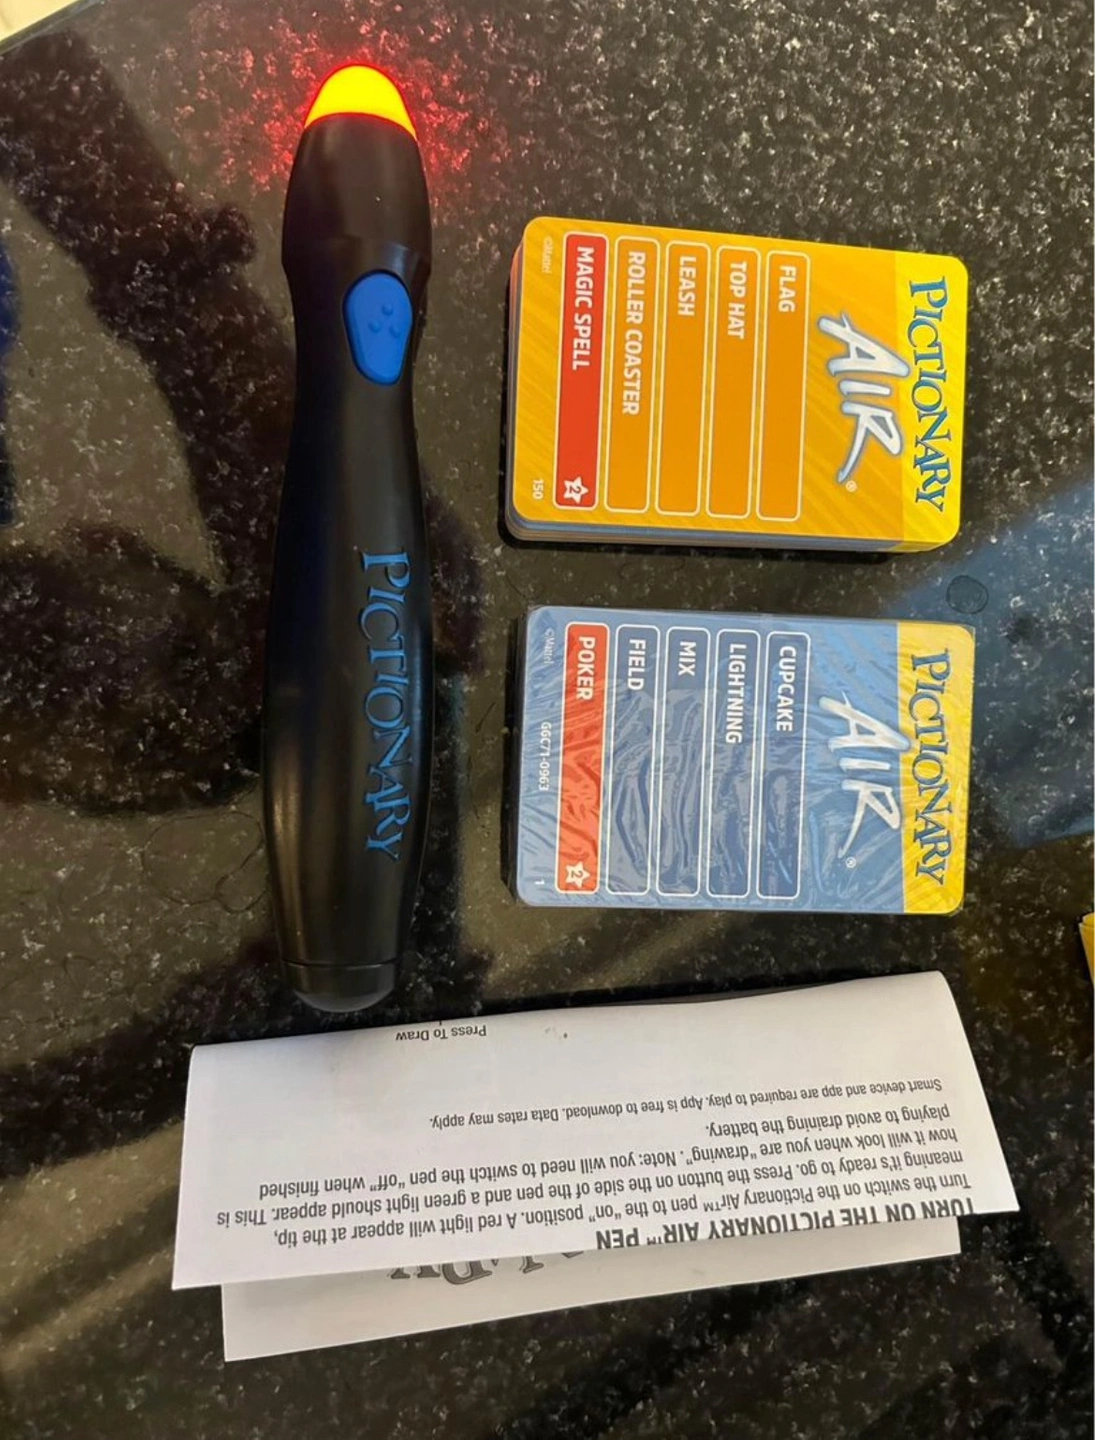 PICTIONARY
PICTIONARY
AIR®
FLAG
TOP HAT
LEASH
ROLLER COASTER
MAGIC SPELL 2
©Mattel 150
PICTIONARY
AIR®
CUPCAKE
LIGHTNING
MIX
FIELD
POKER 2
©Mattel GGC71-0963 1
TURN ON THE PICTIONARY AIR™ PEN
Turn the switch on the Pictionary Air™ pen to the "on" position. A red light will appear at the tip,
meaning it's ready to go. Press the button on the side of the pen and a green light should appear. This is
how it will look when you are "drawing". Note: you will need to switch the pen "off" when finished
playing to avoid draining the battery.
Smart device and app are required to play. App is free to download. Data rates may apply.
Press To Draw